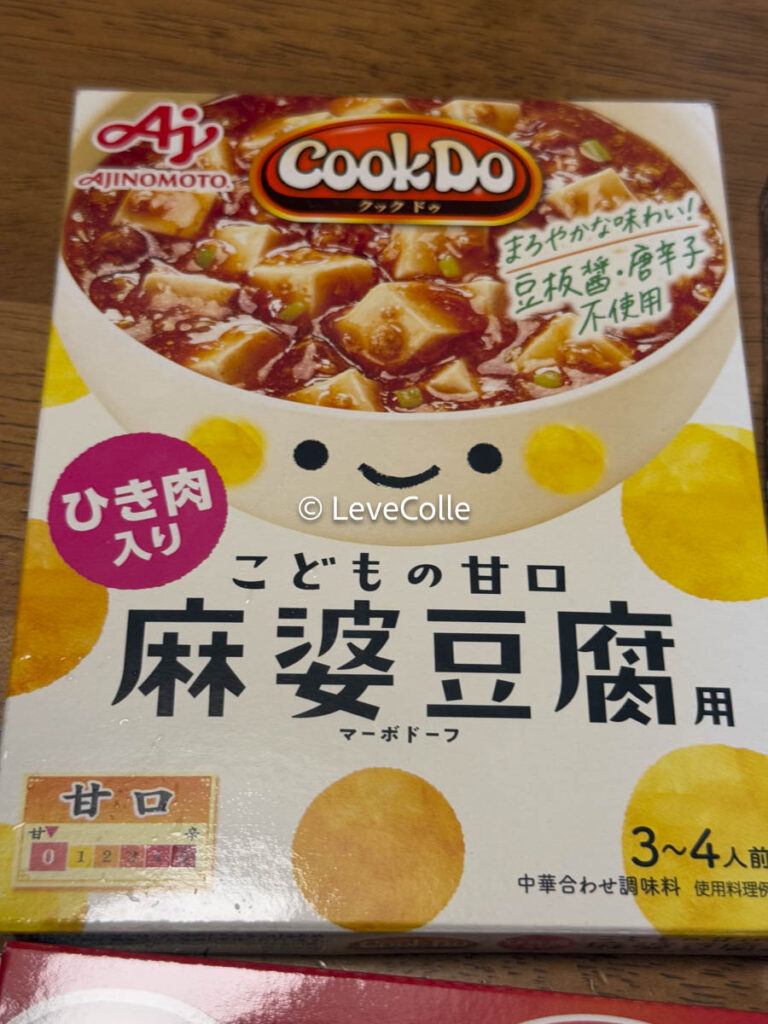 Aj
AJINOMOTO®
CookDo
クックドゥ
まろやかな味わい!
豆板醤・唐辛子
不使用
ひき肉
入り
© LeveColle
こどもの甘口
麻婆豆腐用
マーボドーフ
甘口
甘 辛
0 1 2 3
3~4人前
中華合わせ調味料 使用料理例